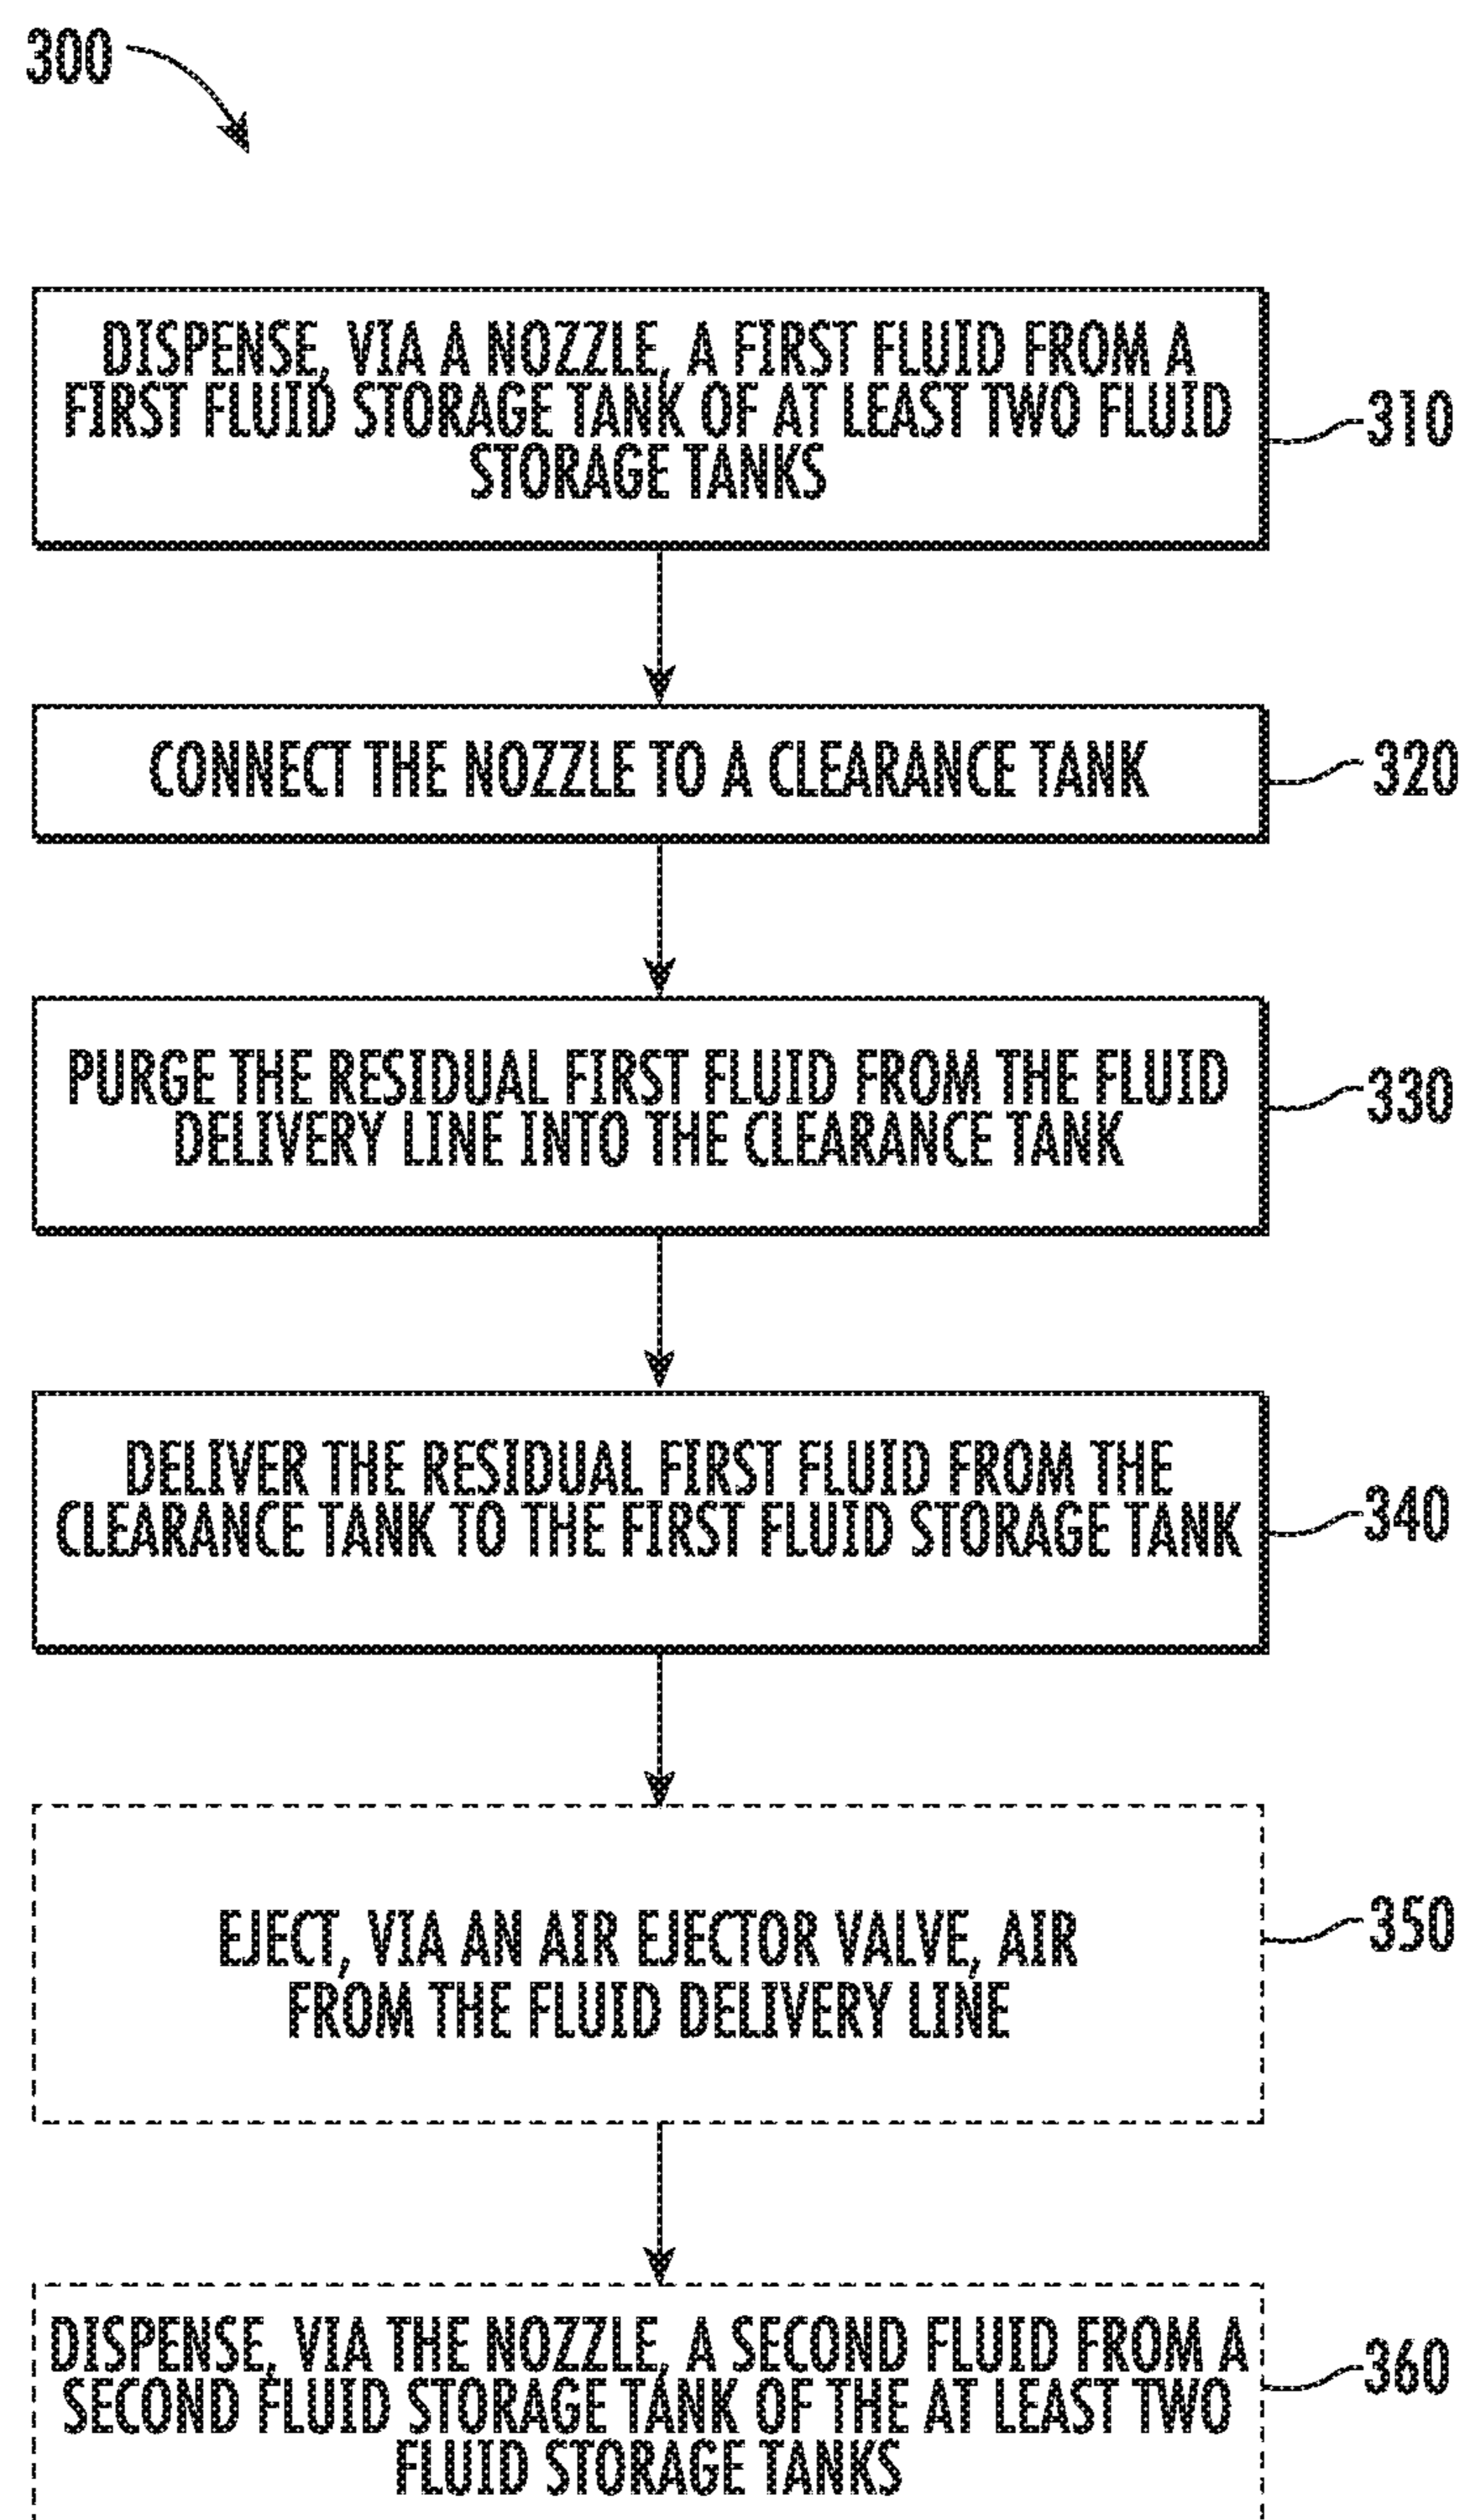 300
DISPENSE, VIA A NOZZLE, A FIRST FLUID FROM A
FIRST FLUID STORAGE TANK OF AT LEAST TWO FLUID
STORAGE TANKS
310
CONNECT THE NOZZLE TO A CLEARANCE TANK
320
PURGE THE RESIDUAL FIRST FLUID FROM THE FLUID
DELIVERY LINE INTO THE CLEARANCE TANK
330
DELIVER THE RESIDUAL FIRST FLUID FROM THE
CLEARANCE TANK TO THE FIRST FLUID STORAGE TANK
340
EJECT, VIA AN AIR EJECTOR VALVE, AIR
FROM THE FLUID DELIVERY LINE
350
DISPENSE, VIA THE NOZZLE, A SECOND FLUID FROM A
SECOND FLUID STORAGE TANK OF THE AT LEAST TWO
FLUID STORAGE TANKS
360